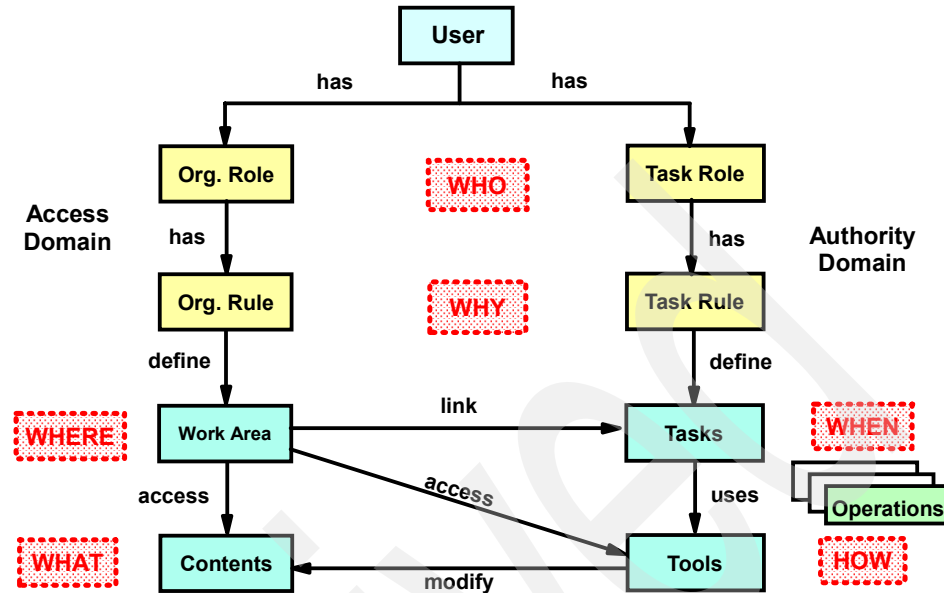 User
has
has
Org. Role
WHO
Task Role
Access
Domain
has
has
Authority
Domain
Org. Rule
WHY
Task Rule
define
define
link
WHERE
Work Area
Tasks
WHEN
access
access
uses
Operations
WHAT
Contents
Tools
HOW
modify